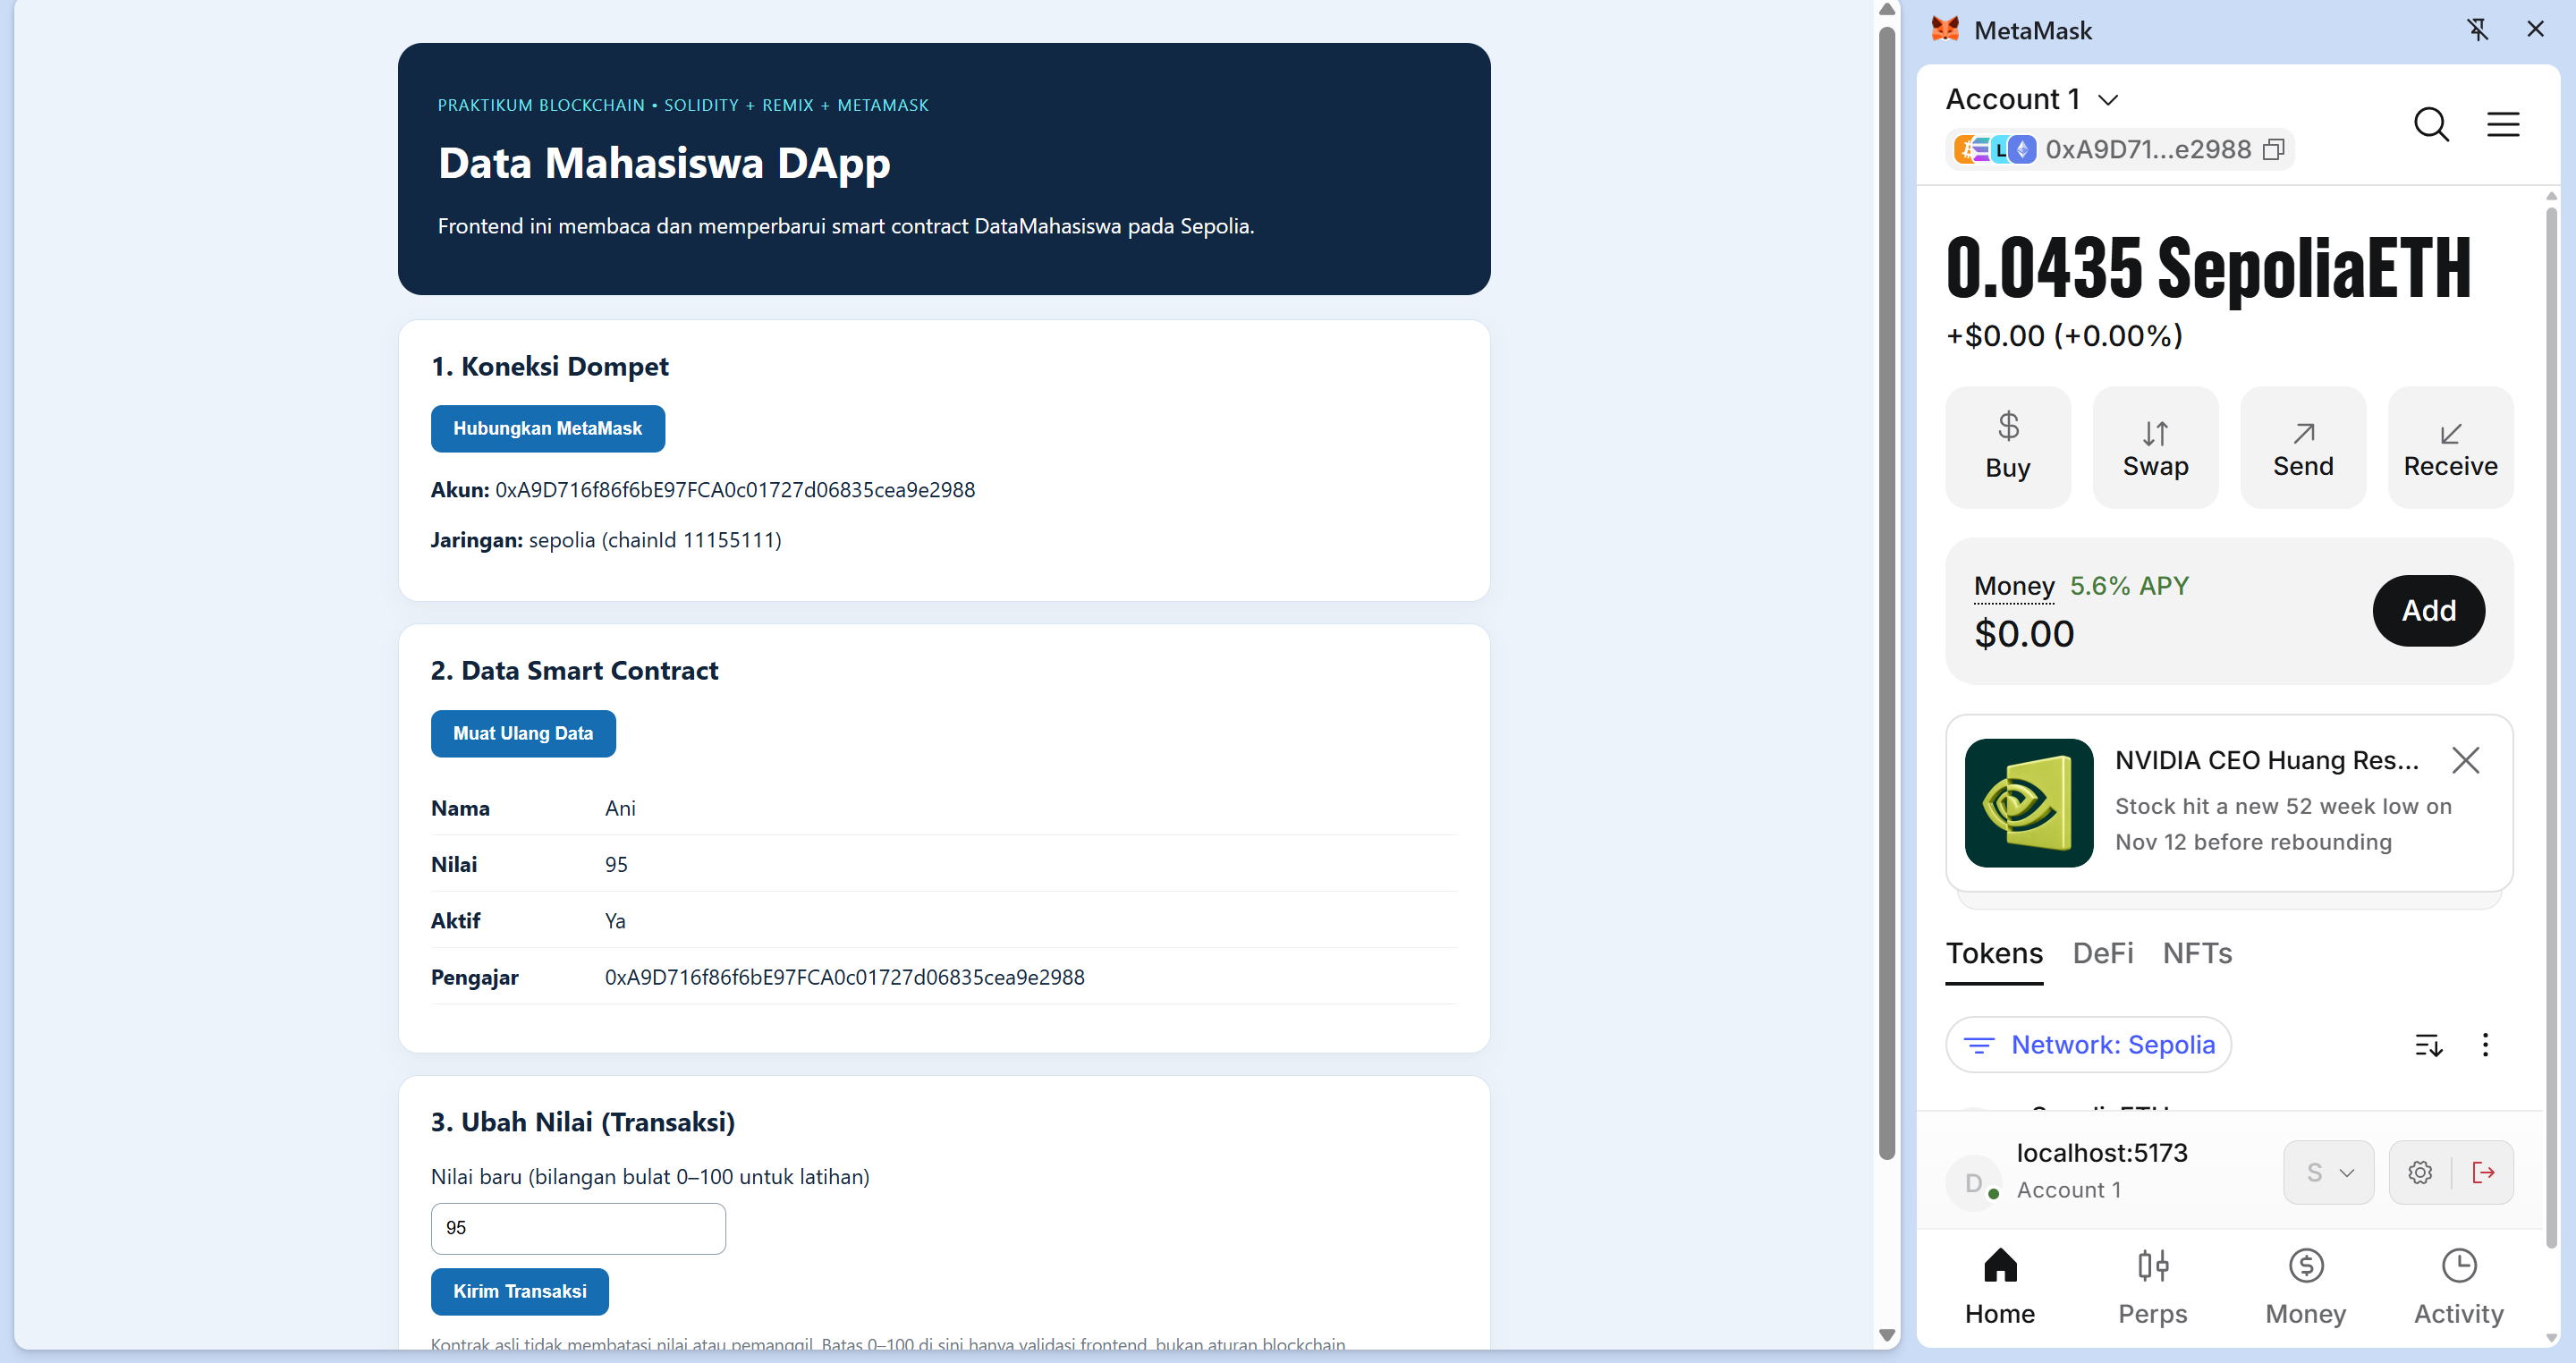 PRAKTIKUM BLOCKCHAIN • SOLIDITY + REMIX + METAMASK
Data Mahasiswa DApp
Frontend ini membaca dan memperbarui smart contract DataMahasiswa pada Sepolia.
1. Koneksi Dompet
Hubungkan MetaMask
Akun: 0xA9D716f86f6bE97FCA0c01727d06835cea9e2988
Jaringan: sepolia (chainId 11155111)
2. Data Smart Contract
Muat Ulang Data
Nama Ani
Nilai 95
Aktif Ya
Pengajar 0xA9D716f86f6bE97FCA0c01727d06835cea9e2988
3. Ubah Nilai (Transaksi)
Nilai baru (bilangan bulat 0–100 untuk latihan)
95
Kirim Transaksi
Kontrak asli tidak membatasi nilai atau pemanggil. Batas 0–100 di sini hanya validasi frontend, bukan aturan blockchain.
MetaMask
Account 1
L 0xA9D71...e2988
0.0435 SepoliaETH
+$0.00 (+0.00%)
Buy Swap Send Receive
Money 5.6% APY
$0.00
Add
NVIDIA CEO Huang Res...
Stock hit a new 52 week low on
Nov 12 before rebounding
Tokens DeFi NFTs
Network: Sepolia
SepoliaETH
D localhost:5173
Account 1
S
Home Perps Money Activity